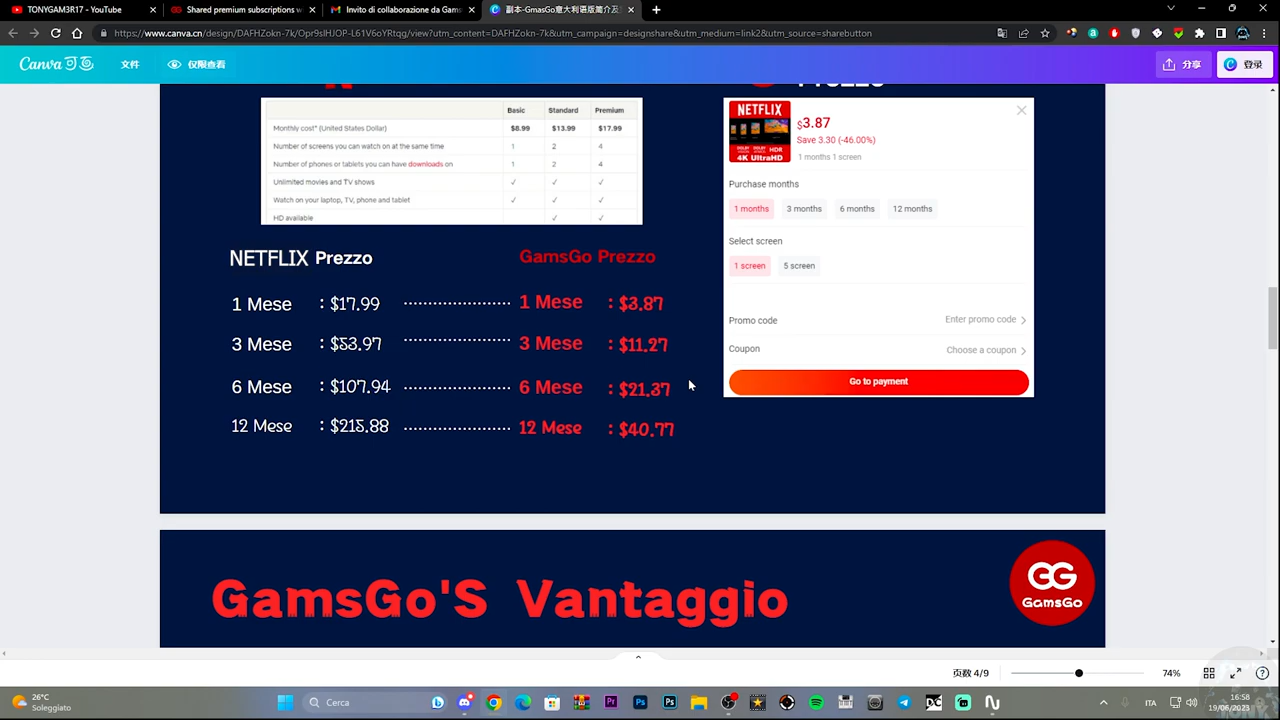 TONYGAM3R17 - YouTube
Shared premium subscriptions w
Invito di collaborazione da Gams
副本-GmasGo意大利语版简介及
https://www.canva.cn/design/DAFHZokn-7k/Opr9slHJOP-L61V6oYRtqg/view?utm_content=DAFHZokn-7k&utm_campaign=designshare&utm_medium=link2&utm_source=sharebutton
Canva可画
文件
仅限查看
分享
登录
Basic Standard Premium
Monthly cost* (United States Dollar) $8.99 $13.99 $17.99
Number of screens you can watch on at the same time 1 2 4
Number of phones or tablets you can have downloads on 1 2 4
Unlimited movies and TV shows ✓ ✓ ✓
Watch on your laptop, TV, phone and tablet ✓ ✓ ✓
HD available ✓ ✓
NETFLIX Prezzo
GamsGo Prezzo
1 Mese : $17.99 1 Mese : $3.87
3 Mese : $53.97 3 Mese : $11.27
6 Mese : $107.94 6 Mese : $21.37
12 Mese : $215.88 12 Mese : $40.77
NETFLIX
HDR
4K UltraHD
$3.87
Save 3.30 (-46.00%)
1 months 1 screen
Purchase months
1 months 3 months 6 months 12 months
Select screen
1 screen 5 screen
Promo code Enter promo code
Coupon Choose a coupon
Go to payment
GamsGo'S Vantaggio
GG
GamsGo
页数 4/9
74%
26°C
Soleggiato
Cerca
ITA
16:58
19/06/2023